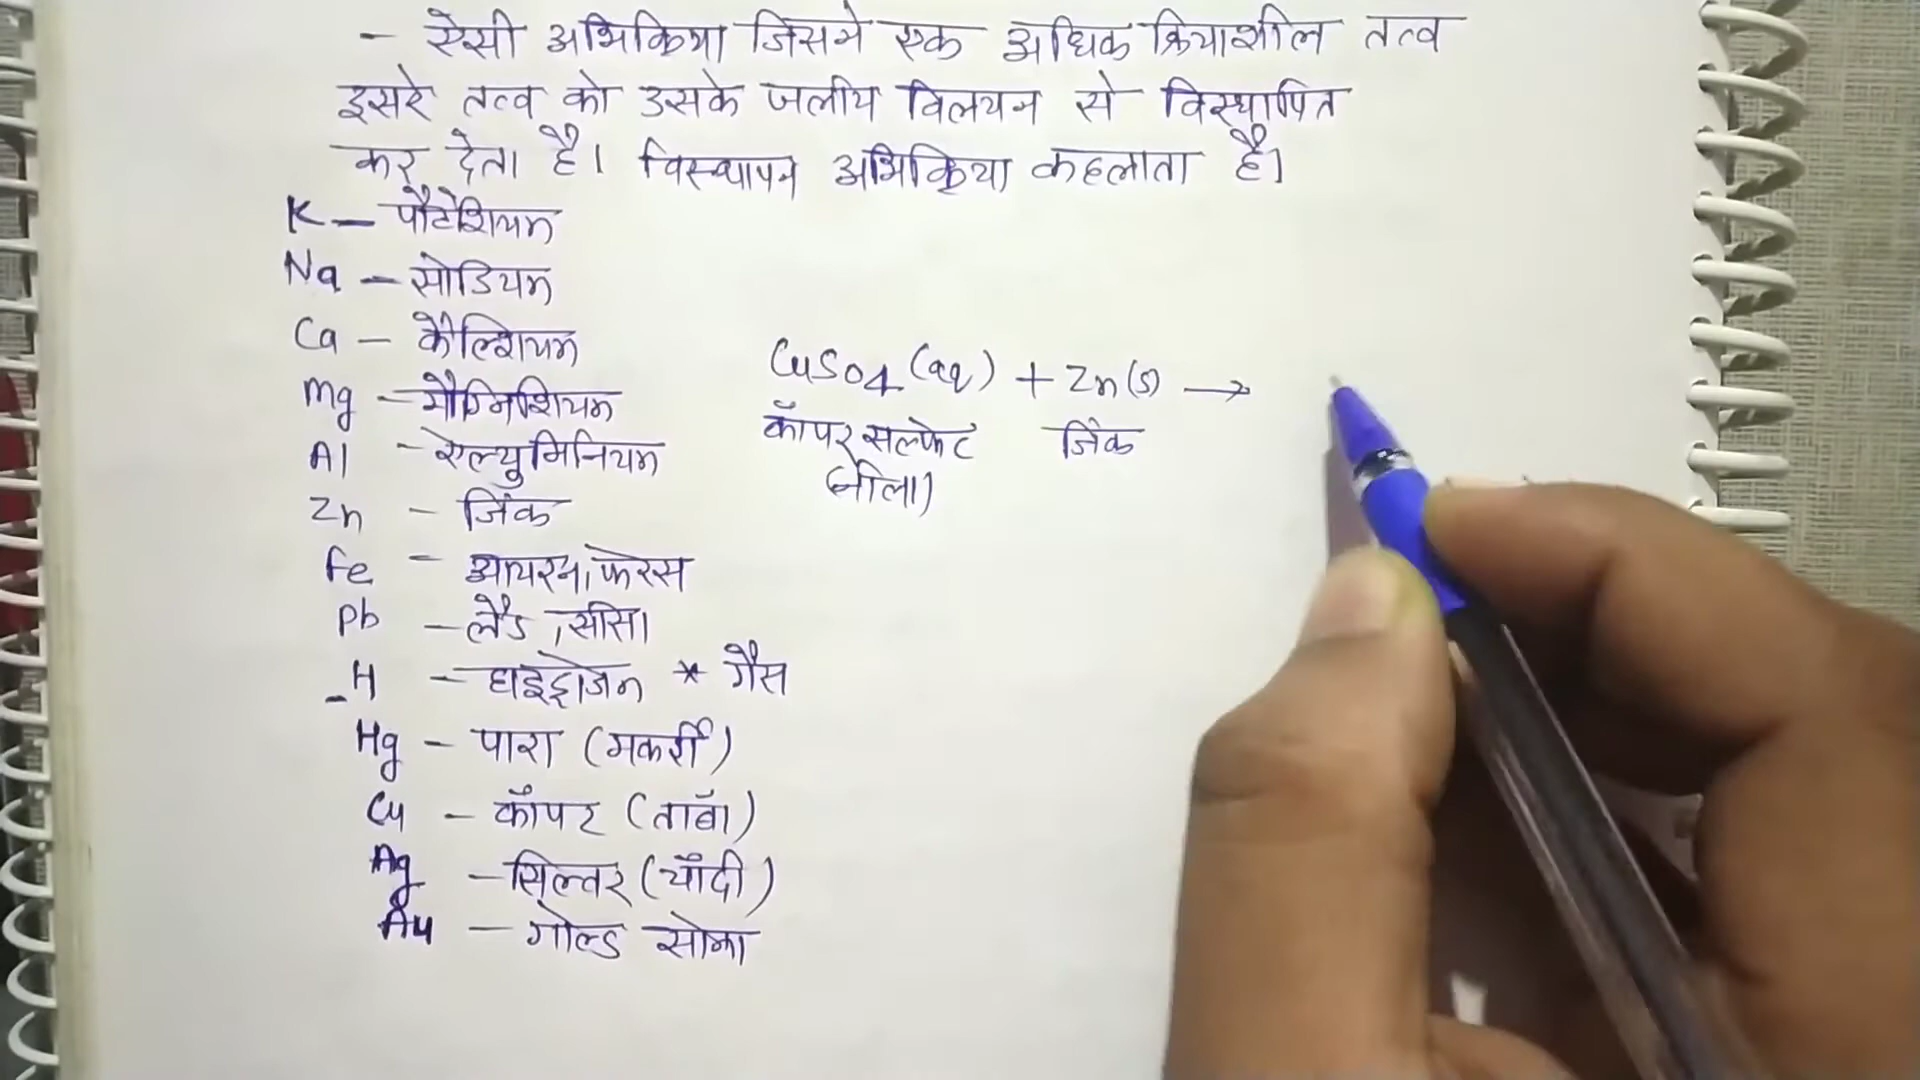 - ऐसी अभिक्रिया जिसमे एक अधिक क्रियाशील तत्व
दुसरे तत्व को उसके जलीय विलयन से विस्थापित
कर देता है। विस्थापन अभिक्रिया कहलाता है।
K - पौटेशियम
Na - सोडियम
Ca - कैल्शियम
Mg - मैग्निशियम
Al - ऐल्युमिनियम
Zn - जिंक
Fe - आयरन, फेरस
Pb - लैड, सीसा
H - हाइड्रोजन * गैस
Hg - पारा (मर्करी)
Cu - कॉपर (ताँबा)
Ag - सिल्वर (चाँदी)
Au - गोल्ड सोना
CuSO4 (aq) + Zn(s) →
कॉपर सल्फेट जिंक
(नीला)